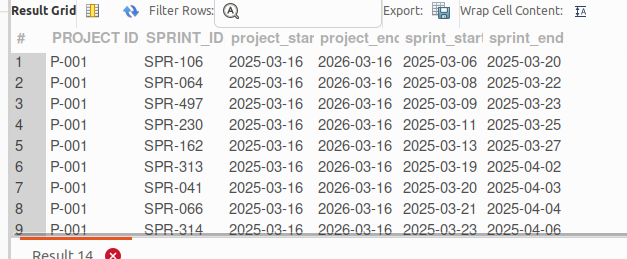 Result Grid Filter Rows: Export: Wrap Cell Content:
# PROJECT ID SPRINT_ID project_star project_end sprint_start sprint_end
1 P-001 SPR-106 2025-03-16 2026-03-16 2025-03-06 2025-03-20
2 P-001 SPR-064 2025-03-16 2026-03-16 2025-03-08 2025-03-22
3 P-001 SPR-497 2025-03-16 2026-03-16 2025-03-09 2025-03-23
4 P-001 SPR-230 2025-03-16 2026-03-16 2025-03-11 2025-03-25
5 P-001 SPR-162 2025-03-16 2026-03-16 2025-03-13 2025-03-27
6 P-001 SPR-313 2025-03-16 2026-03-16 2025-03-19 2025-04-02
7 P-001 SPR-041 2025-03-16 2026-03-16 2025-03-20 2025-04-03
8 P-001 SPR-066 2025-03-16 2026-03-16 2025-03-21 2025-04-04
9 P-001 SPR-314 2025-03-16 2026-03-16 2025-03-23 2025-04-06
Result 14